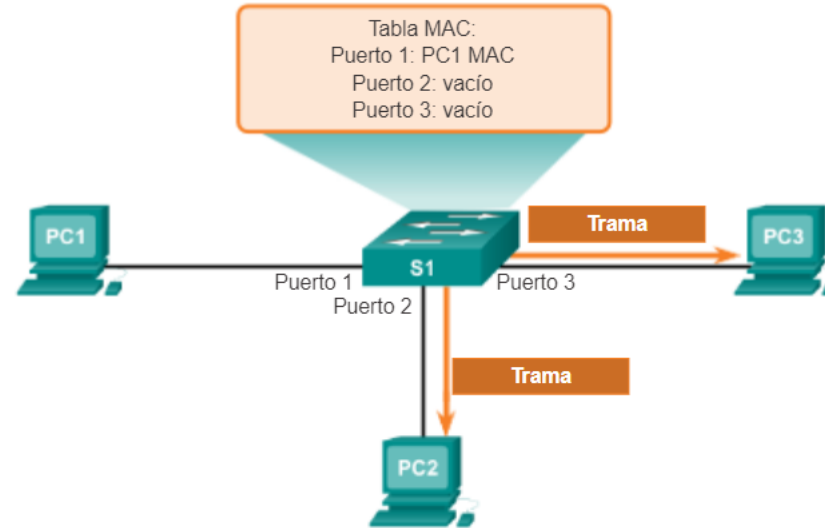 Tabla MAC:
Puerto 1: PC1 MAC
Puerto 2: vacío
Puerto 3: vacío
PC1
Trama
PC3
S1
Puerto 1
Puerto 3
Puerto 2
Trama
PC2